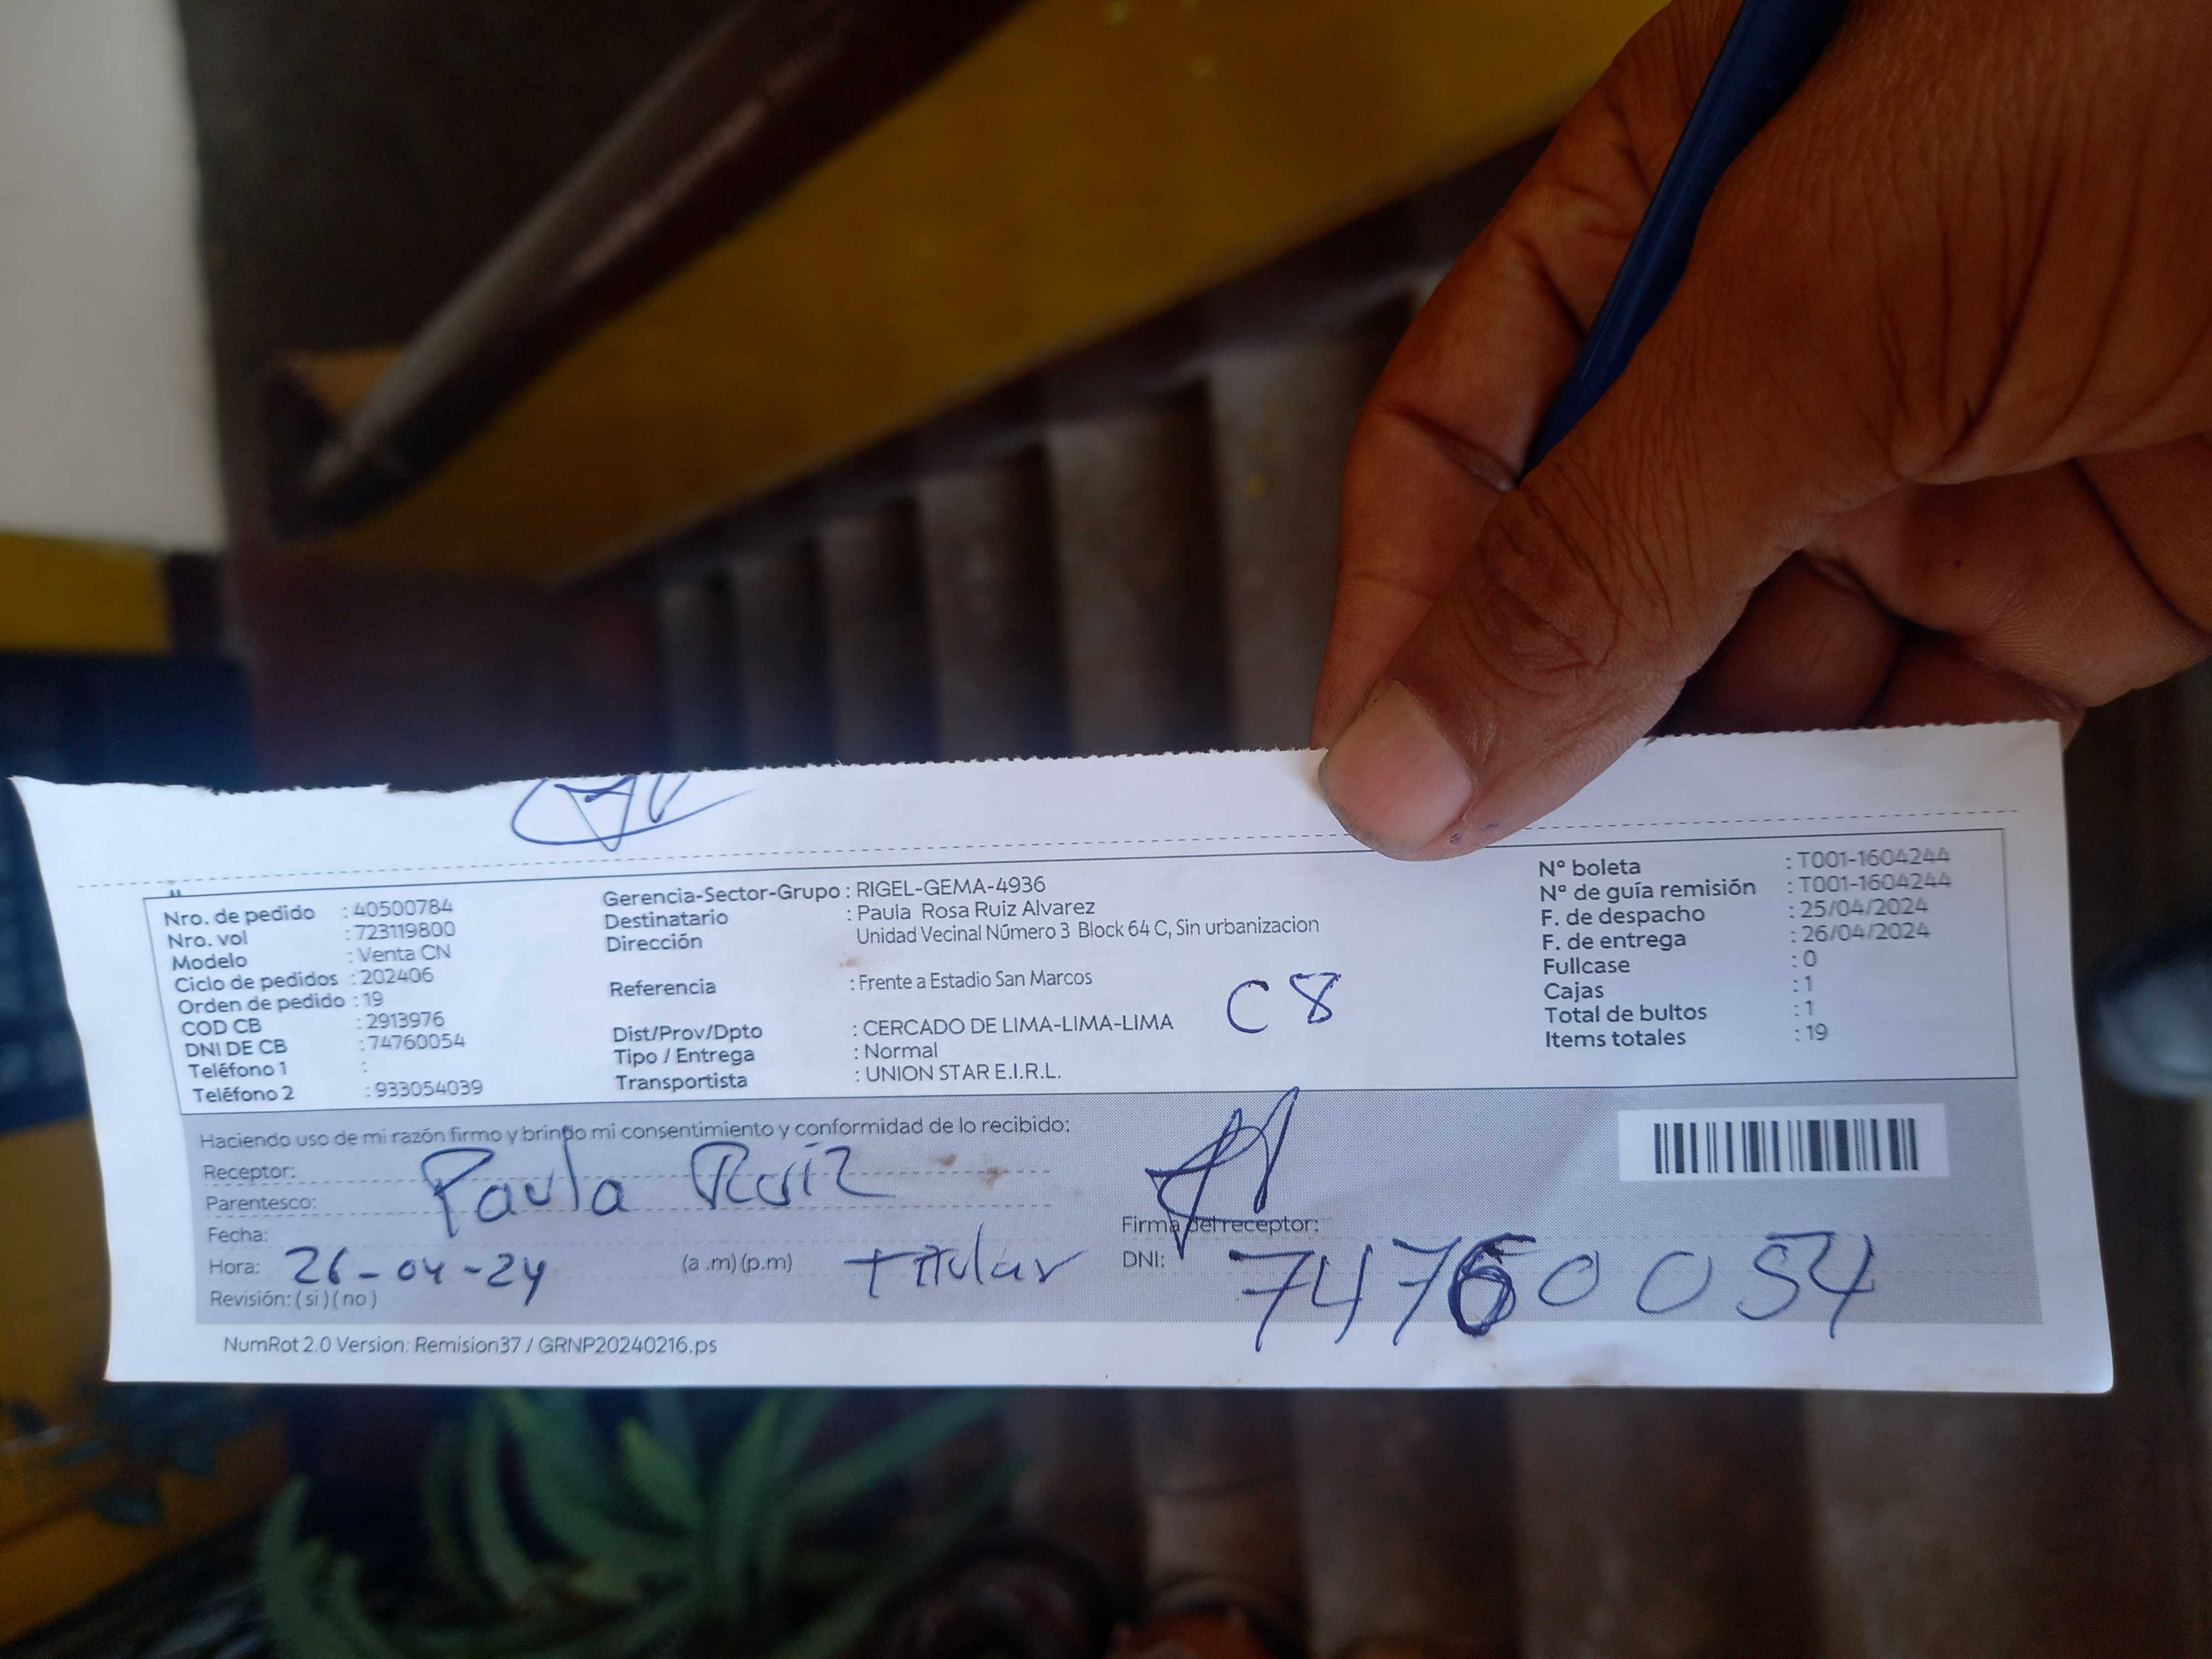 Nro. de pedido : 40500784
Nro. vol : 723119800
Modelo : Venta CN
Ciclo de pedidos : 202406
Orden de pedido : 19
COD CB : 2913976
DNI DE CB : 74760054
Teléfono 1 :
Teléfono 2 : 933054039
Gerencia-Sector-Grupo : RIGEL-GEMA-4936
Destinatario : Paula Rosa Ruiz Alvarez
Dirección Unidad Vecinal Número 3 Block 64 C, Sin urbanizacion
Referencia : Frente a Estadio San Marcos
C8
Dist/Prov/Dpto : CERCADO DE LIMA-LIMA-LIMA
Tipo / Entrega : Normal
Transportista : UNION STAR E.I.R.L.
N° boleta : T001-1604244
N° de guía remisión : T001-1604244
F. de despacho : 25/04/2024
F. de entrega : 26/04/2024
Fullcase : 0
Cajas : 1
Total de bultos : 1
Items totales : 19
Haciendo uso de mi razón firmo y brindo mi consentimiento y conformidad de lo recibido:
Receptor: Paula Ruiz
Parentesco:
Fecha:
Hora: 26-04-24 (a .m) (p.m) titular
Revisión: ( si ) ( no )
Firma del receptor:
DNI: 74760054
NumRot 2.0 Version: Remision37 / GRNP20240216.ps